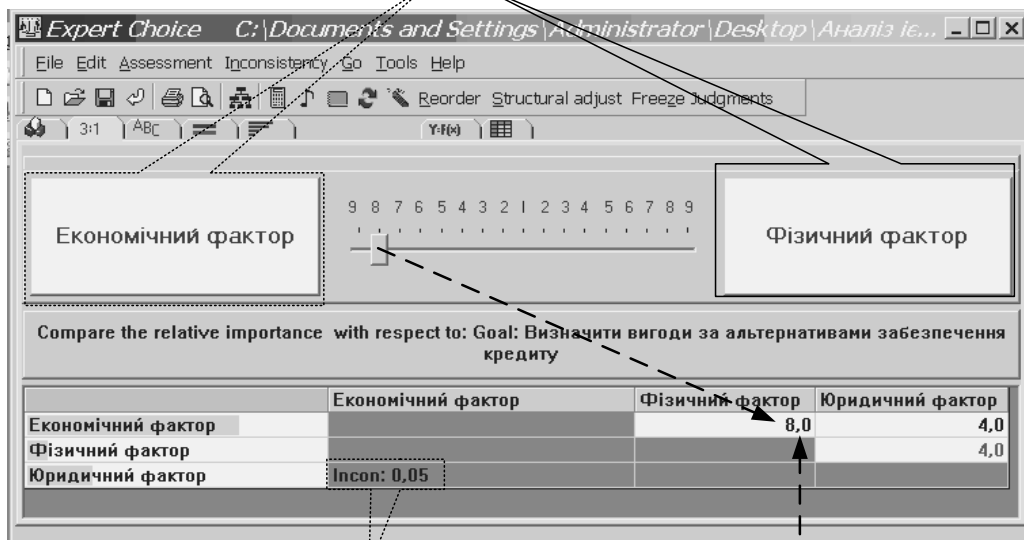 Expert Choice C:\Documents and Settings\Administrator\Desktop\Аналіз іє...
File Edit Assessment Inconsistency Go Tools Help
Reorder Structural adjust Freeze Judgments
3:1 ABC Y=F(x)
9 8 7 6 5 4 3 2 1 2 3 4 5 6 7 8 9
Економічний фактор Фізичний фактор
Compare the relative importance with respect to: Goal: Визначити вигоди за альтернативами забезпечення
кредиту
Економічний фактор Фізичний фактор Юридичний фактор
Економічний фактор 8,0 4,0
Фізичний фактор 4,0
Юридичний фактор Incon: 0,05